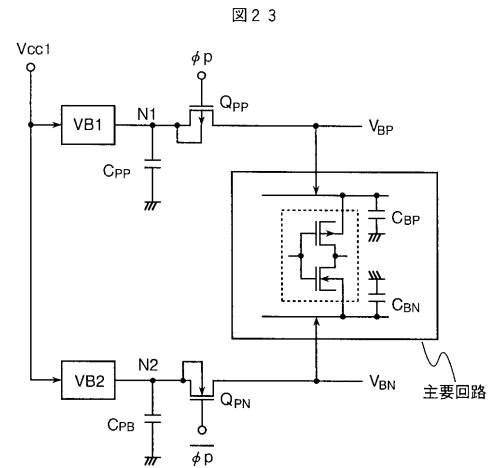 図23
Vcc1
φp
QPP
N1
VB1
CPP
VBP
CBP
CBN
N2
VB2
CPB
QPN
φp
VBN
主要回路